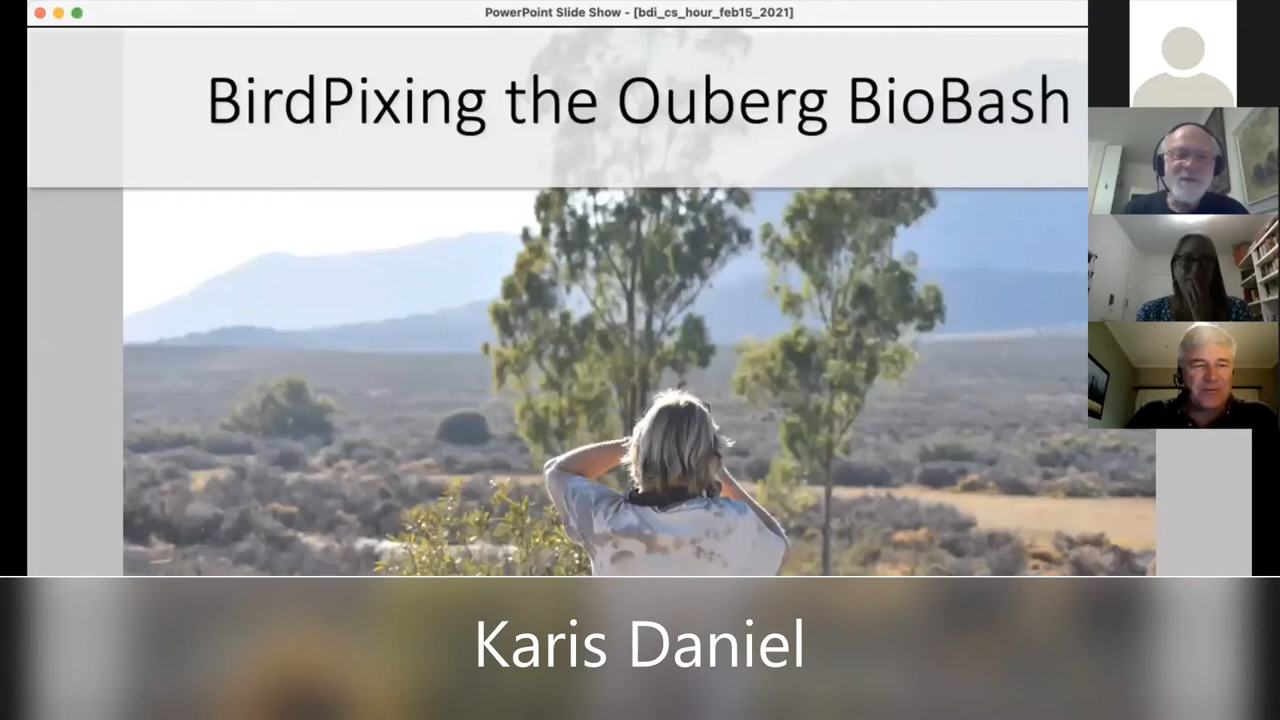 PowerPoint Slide Show - [bdi_cs_hour_feb15_2021]
BirdPixing the Ouberg BioBash
Karis Daniel